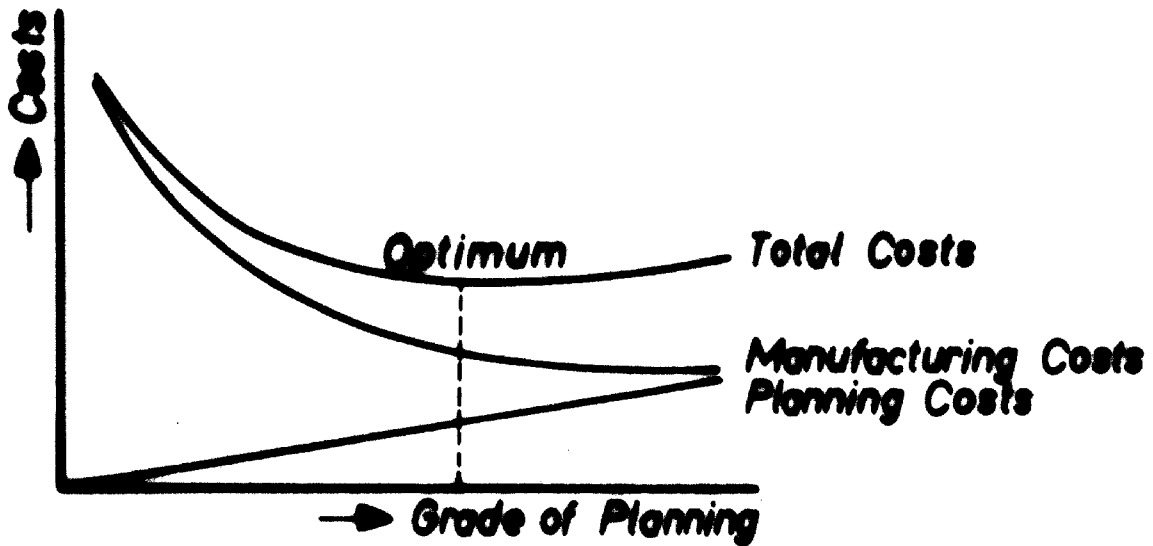 Costs
Optimum
Total Costs
Manufacturing Costs
Planning Costs
Grade of Planning